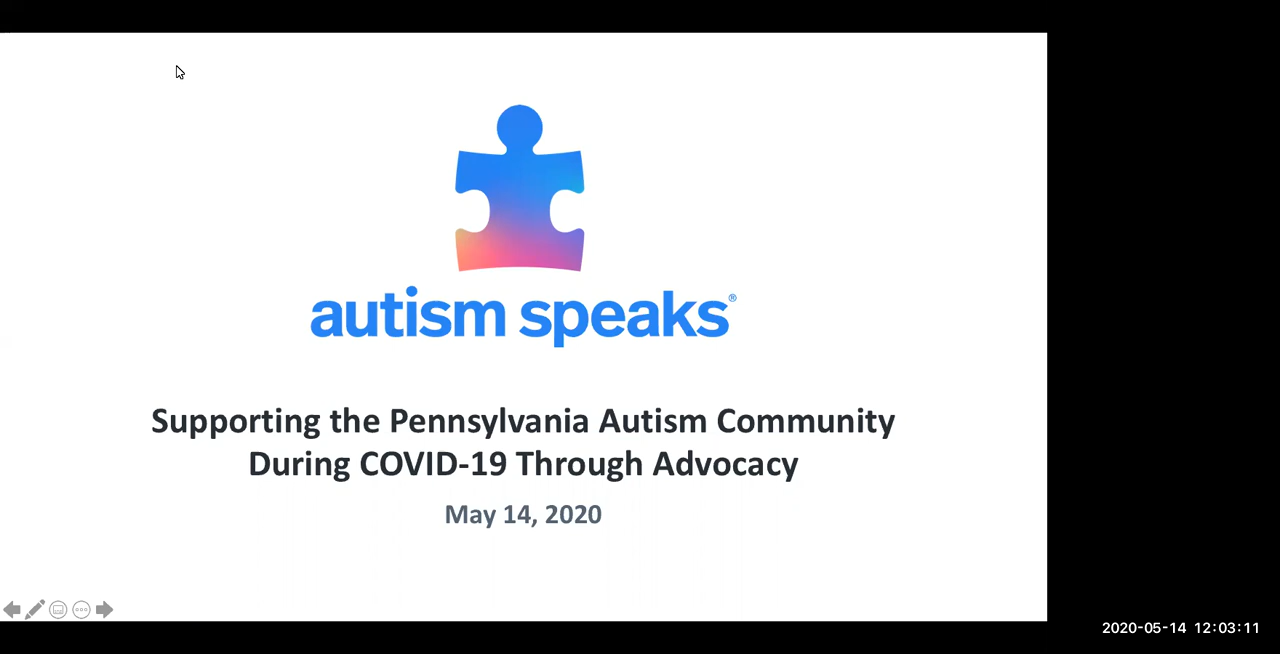 autism speaks®
Supporting the Pennsylvania Autism Community
During COVID-19 Through Advocacy
May 14, 2020
2020-05-14 12:03:11